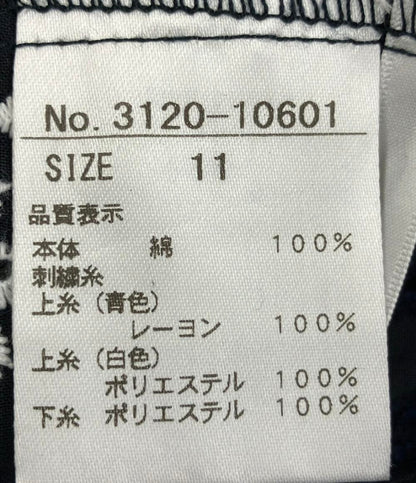 No. 3120-10601
SIZE 11
品質表示
本体 綿 100%
刺繍糸
上糸（青色）
レーヨン 100%
上糸（白色）
ポリエステル 100%
下糸 ポリエステル 100%